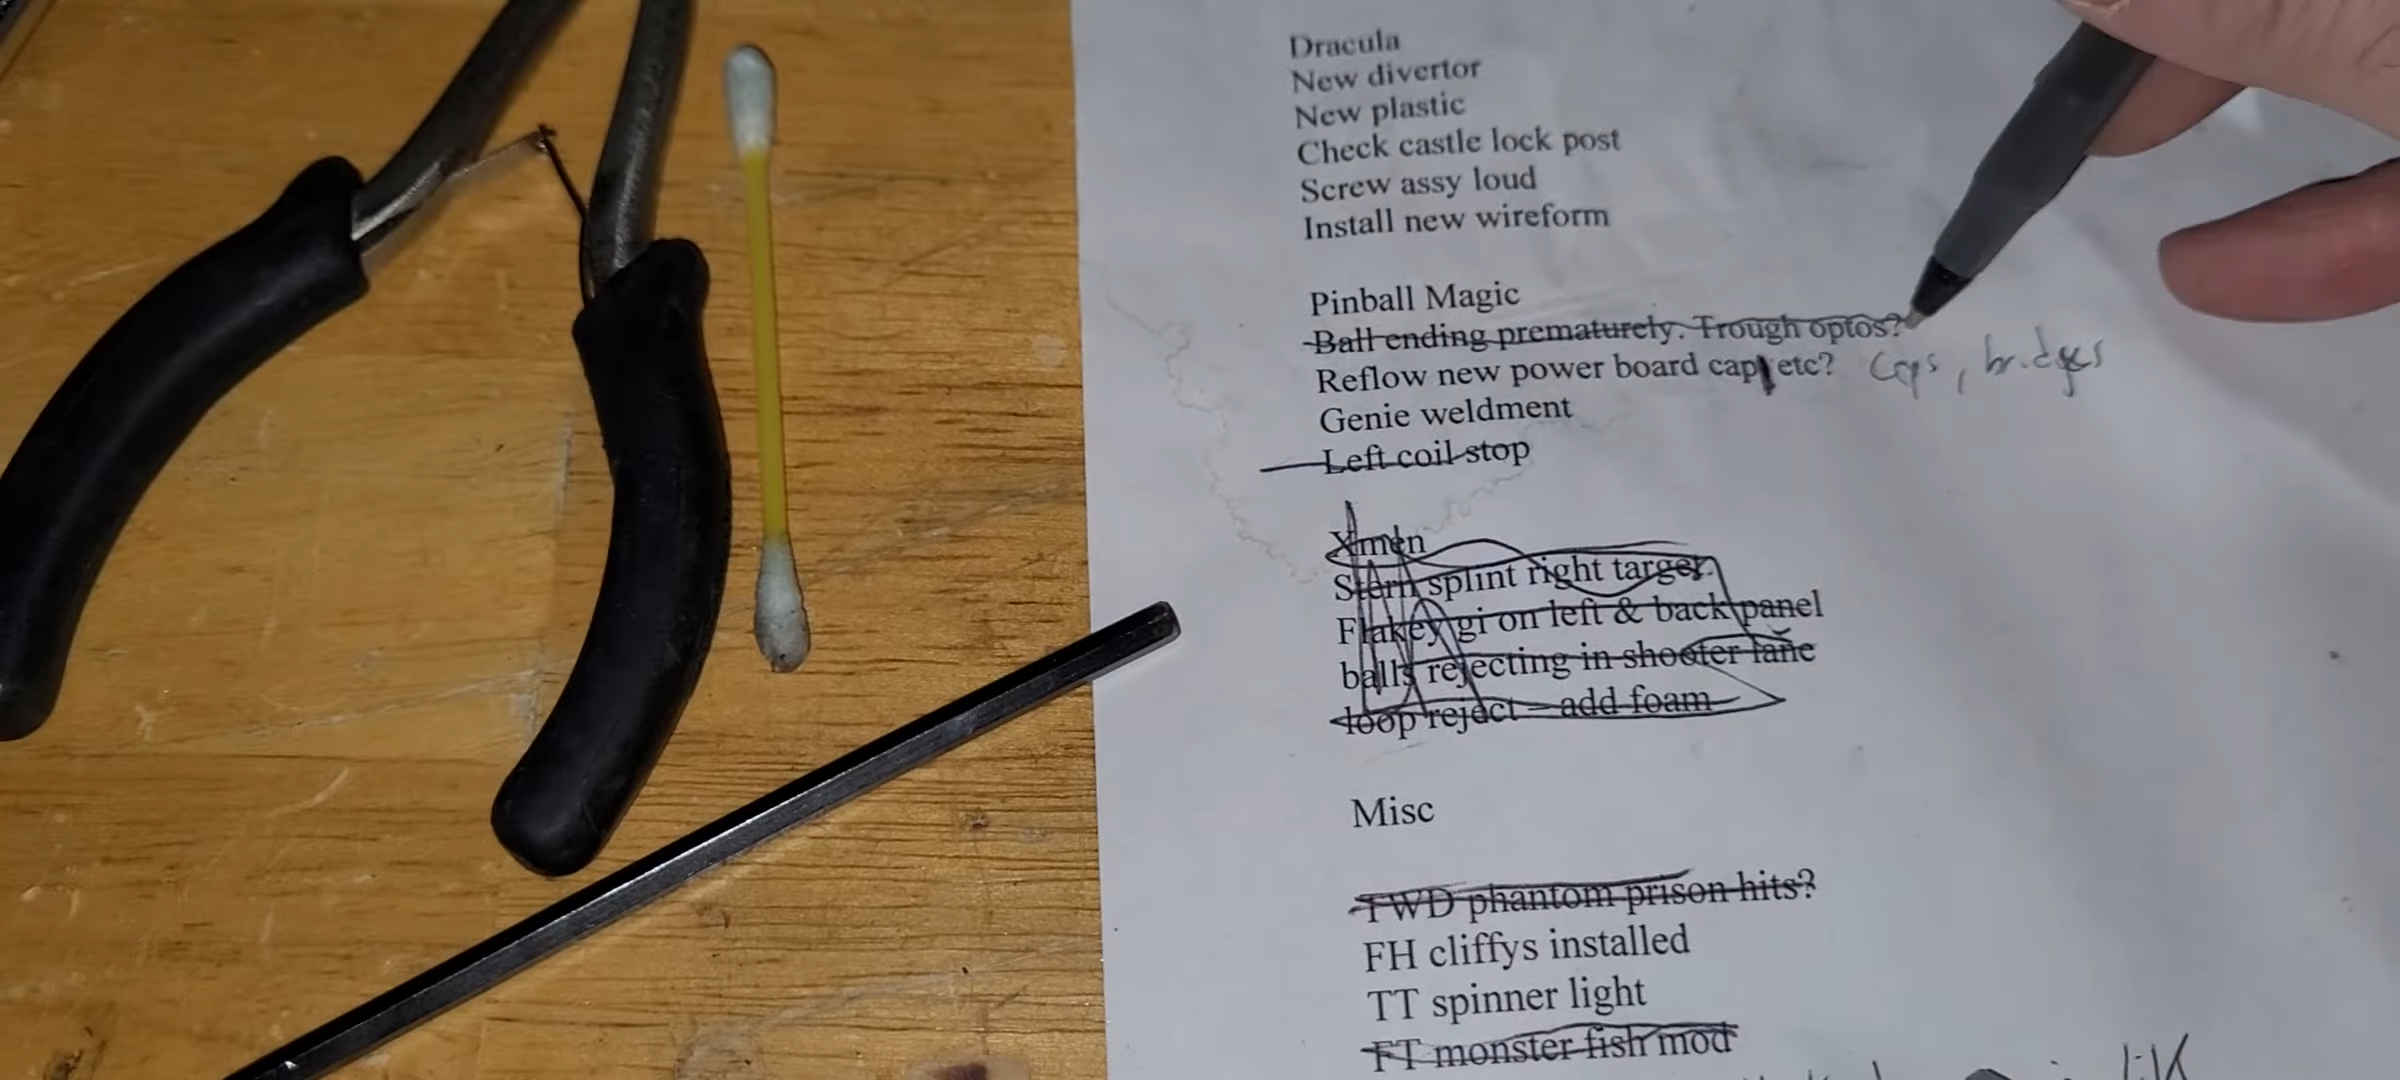 Dracula
New divertor
New plastic
Check castle lock post
Screw assy loud
Install new wireform
Pinball Magic
Ball ending prematurely. Trough optos?
Reflow new power board cap etc? Caps, bridges
Genie weldment
Left coil stop
Xmen
Stern splint right target.
Flakey gi on left & back panel
balls rejecting in shooter lane
loop reject – add foam
Misc
TWD phantom prison hits?
FH cliffys installed
TT spinner light
FT monster fish mod